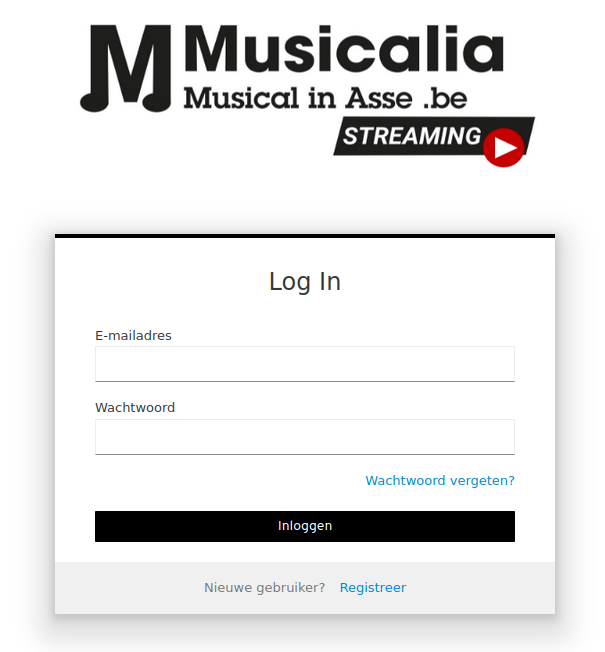 Musicalia
Musical in Asse .be
STREAMING
Log In
E-mailadres
Wachtwoord
Wachtwoord vergeten?
Inloggen
Nieuwe gebruiker? Registreer